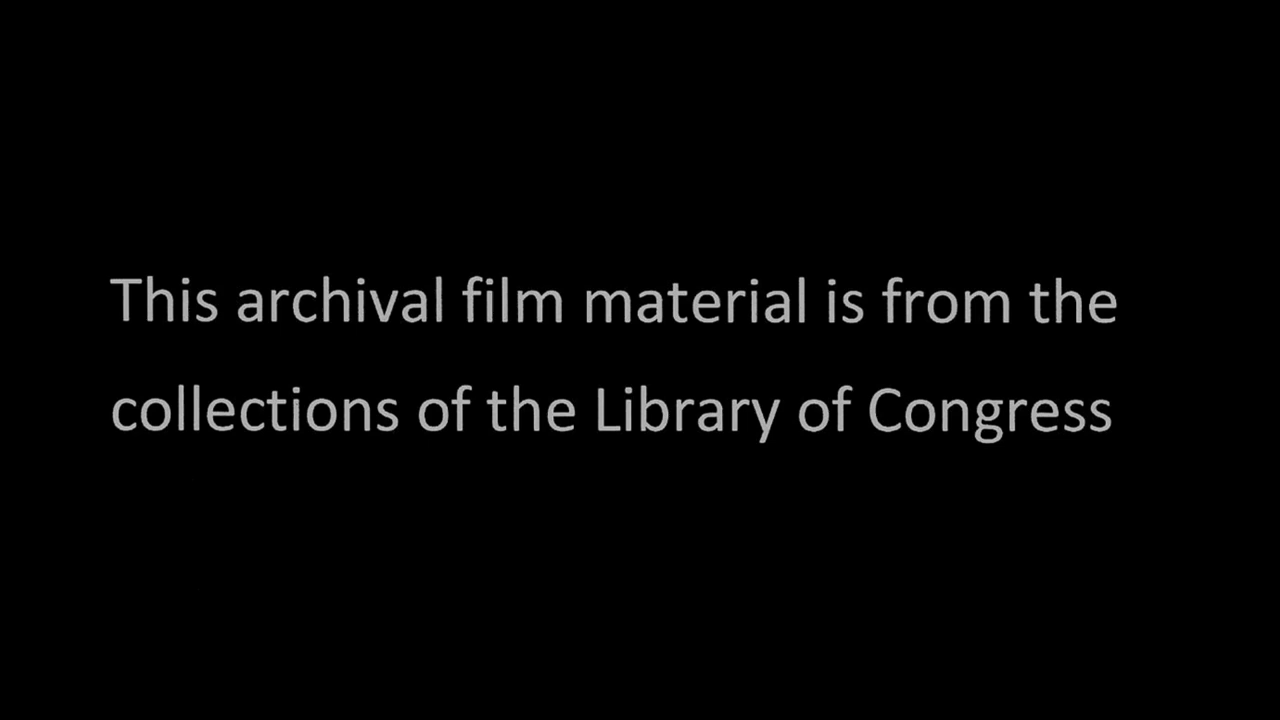 This archival film material is from the
collections of the Library of Congress